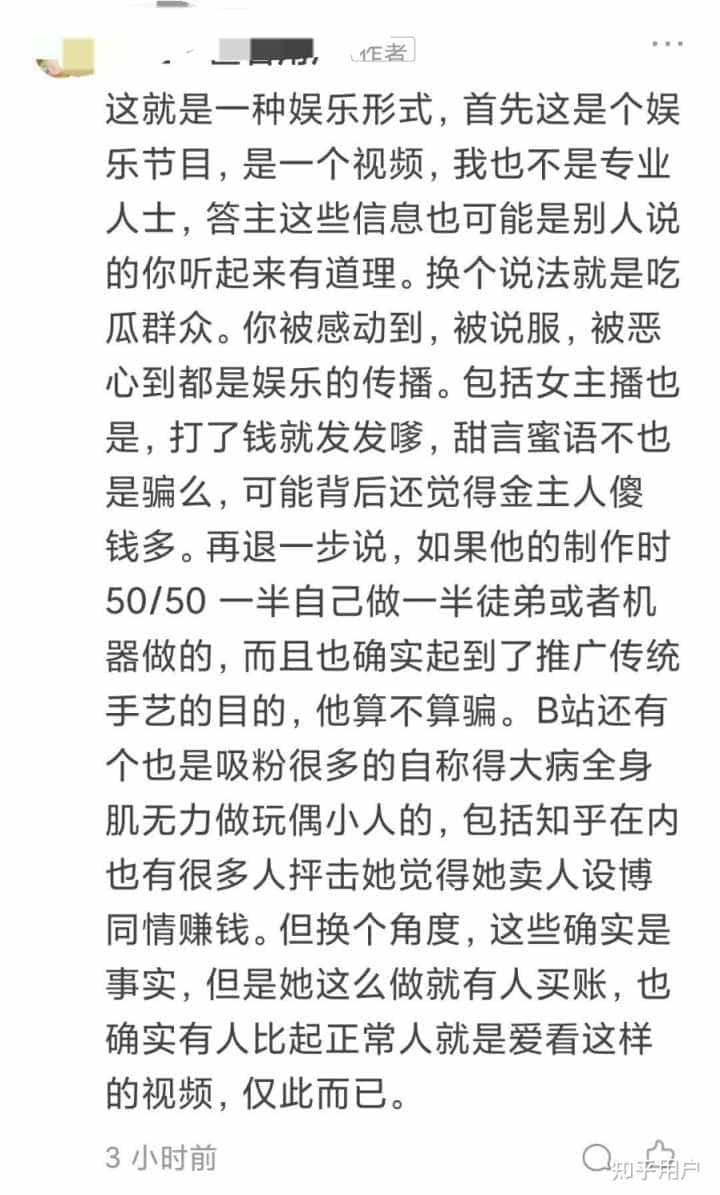 作者
这就是一种娱乐形式，首先这是个娱
乐节目，是一个视频，我也不是专业
人士，答主这些信息也可能是别人说
的你听起来有道理。换个说法就是吃
瓜群众。你被感动到，被说服，被恶
心到都是娱乐的传播。包括女主播也
是，打了钱就发发嗲，甜言蜜语不也
是骗么，可能背后还觉得金主人傻
钱多。再退一步说，如果他的制作时
50/50 一半自己做一半徒弟或者机
器做的，而且也确实起到了推广传统
手艺的目的，他算不算骗。B站还有
个也是吸粉很多的自称得大病全身
肌无力做玩偶小人的，包括知乎在内
也有很多人抨击她觉得她卖人设博
同情赚钱。但换个角度，这些确实是
事实，但是她这么做就有人买账，也
确实有人比起正常人就是爱看这样
的视频，仅此而已。
3 小时前
知乎用户